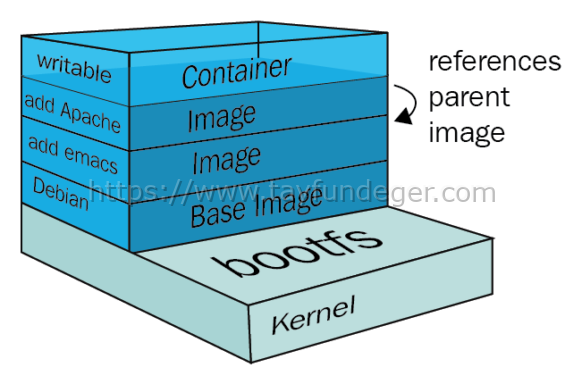 writable
Container
references
parent
image
add Apache
Image
add emacs
Image
Debian
Base Image
https://www.tayfundeger.com
bootfs
Kernel